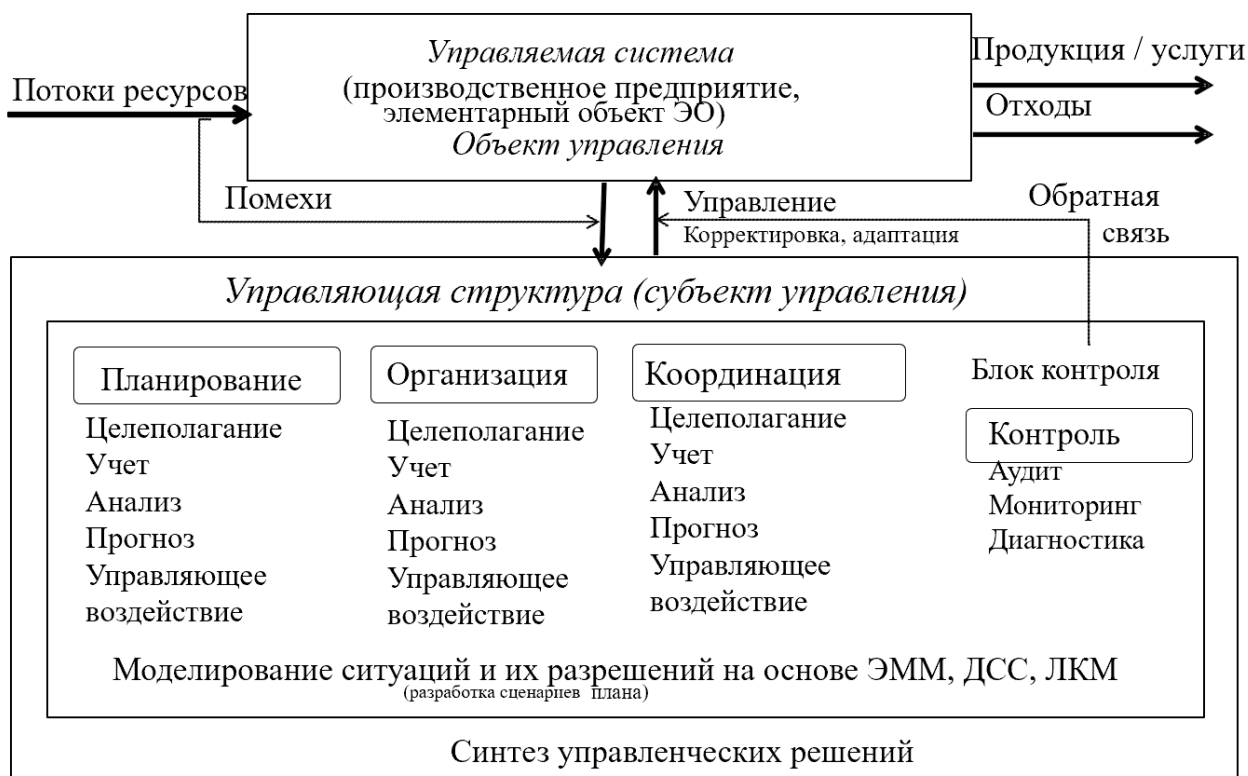 Потоки ресурсов
Управляемая система
(производственное предприятие,
элементарный объект ЭО)
Объект управления
Продукция / услуги
Отходы
Помехи
Управление
Корректировка, адаптация
Обратная
связь
Управляющая структура (субъект управления)
Планирование
Целеполагание
Учет
Анализ
Прогноз
Управляющее
воздействие
Организация
Целеполагание
Учет
Анализ
Прогноз
Управляющее
воздействие
Координация
Целеполагание
Учет
Анализ
Прогноз
Управляющее
воздействие
Блок контроля
Контроль
Аудит
Мониторинг
Диагностика
Моделирование ситуаций и их разрешений на основе ЭММ, ДСС, ЛКМ
(разработка сценариев плана)
Синтез управленческих решений